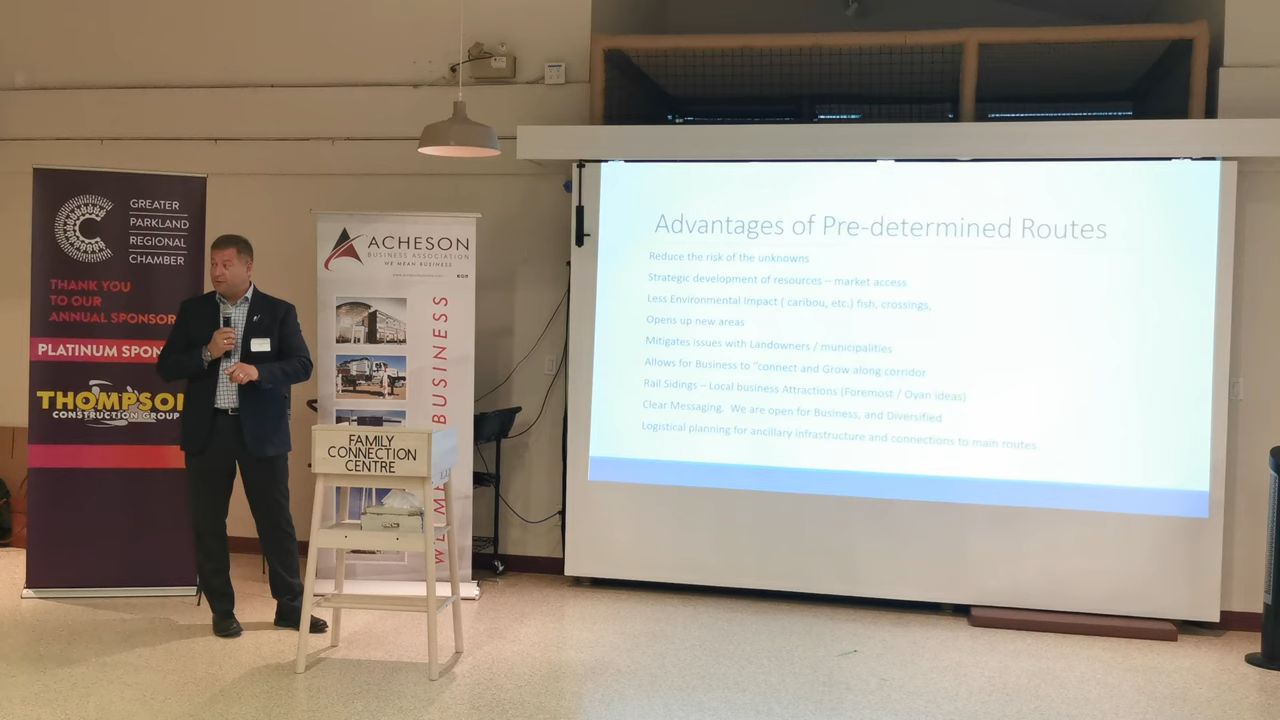 GREATER
PARKLAND
REGIONAL
CHAMBER
THANK YOU
TO OUR
ANNUAL SPONSOR
PLATINUM SPON
THOMPSON
CONSTRUCTION GROUP
ACHESON
BUSINESS ASSOCIATION
WE MEAN BUSINESS
WE MEAN BUSINESS
FAMILY
CONNECTION
CENTRE
Advantages of Pre-determined Routes
Reduce the risk of the unknowns
Strategic development of resources – market access
Less Environmental Impact ( caribou, etc.) fish, crossings,
Opens up new areas
Mitigates issues with Landowners / municipalities
Allows for Business to "connect and Grow along corridor
Rail Sidings – Local business Attractions (Foremost / Oyan ideas)
Clear Messaging. We are open for Business, and Diversified
Logistical planning for ancillary infrastructure and connections to main routes.